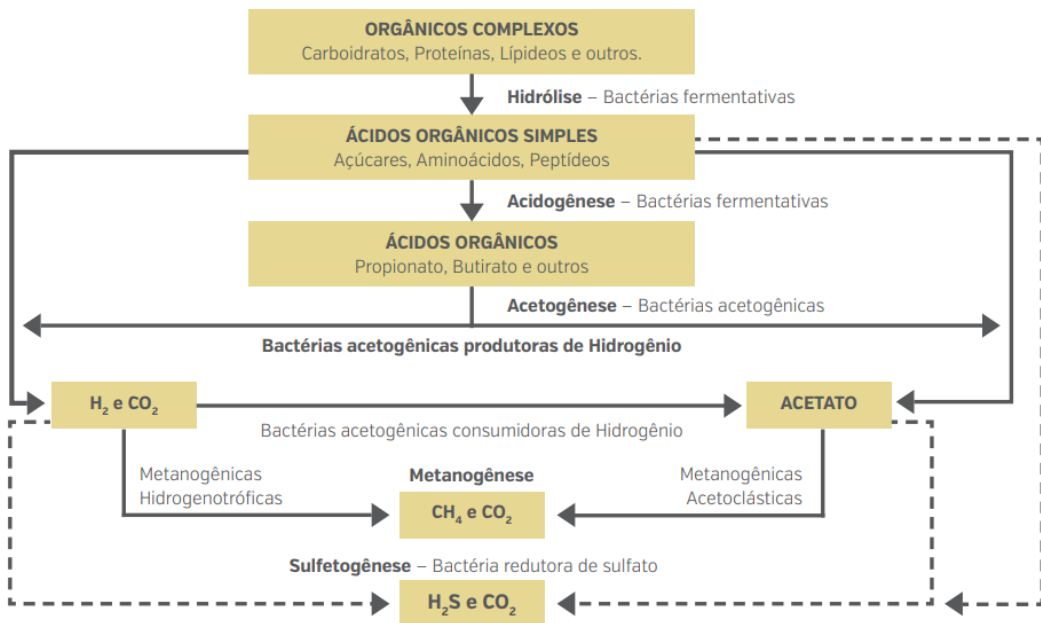 ORGÂNICOS COMPLEXOS
Carboidratos, Proteínas, Lípideos e outros.
Hidrólise – Bactérias fermentativas
ÁCIDOS ORGÂNICOS SIMPLES
Açúcares, Aminoácidos, Peptídeos
Acidogênese – Bactérias fermentativas
ÁCIDOS ORGÂNICOS
Propionato, Butirato e outros
Acetogênese – Bactérias acetogênicas
Bactérias acetogênicas produtoras de Hidrogênio
H₂ e CO₂
ACETATO
Bactérias acetogênicas consumidoras de Hidrogênio
Metanogênicas
Hidrogenotróficas
Metanogênese
Metanogênicas
Acetoclásticas
CH₄ e CO₂
Sulfetogênese – Bactéria redutora de sulfato
H₂S e CO₂